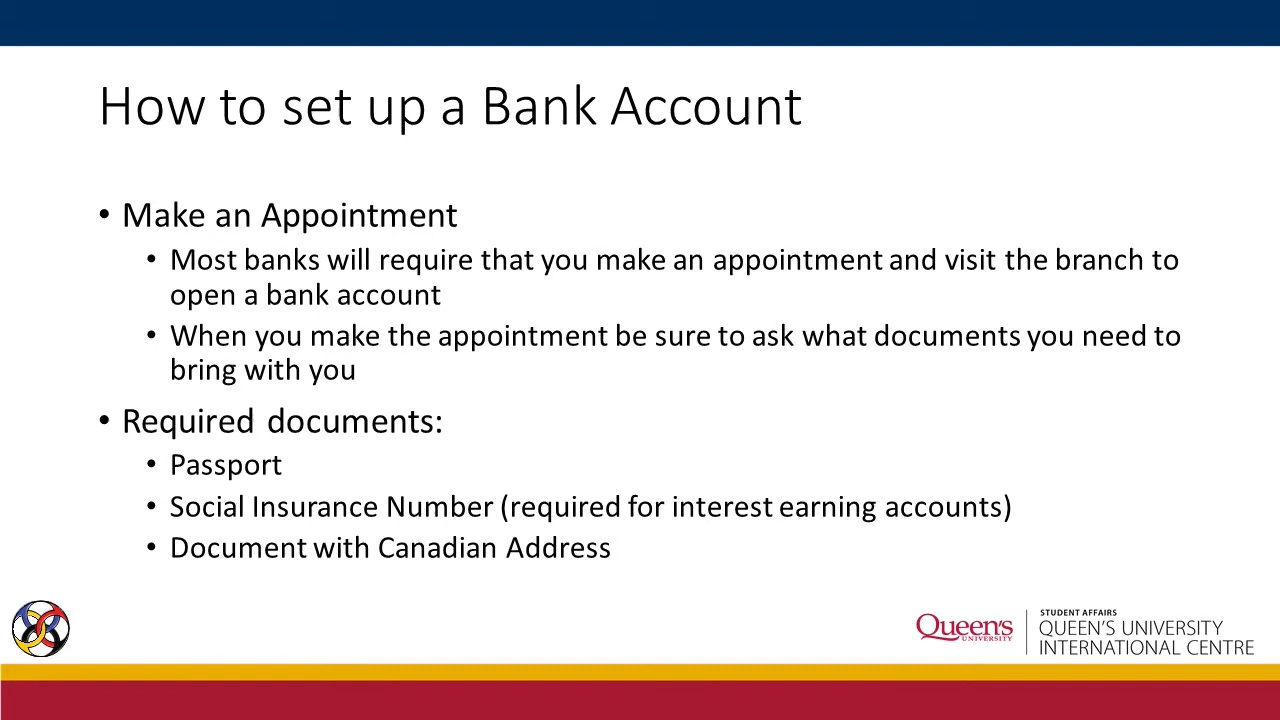 How to set up a Bank Account
• Make an Appointment
• Most banks will require that you make an appointment and visit the branch to
open a bank account
• When you make the appointment be sure to ask what documents you need to
bring with you
• Required documents:
• Passport
• Social Insurance Number (required for interest earning accounts)
• Document with Canadian Address
Queen's
UNIVERSITY
STUDENT AFFAIRS
QUEEN'S UNIVERSITY
INTERNATIONAL CENTRE